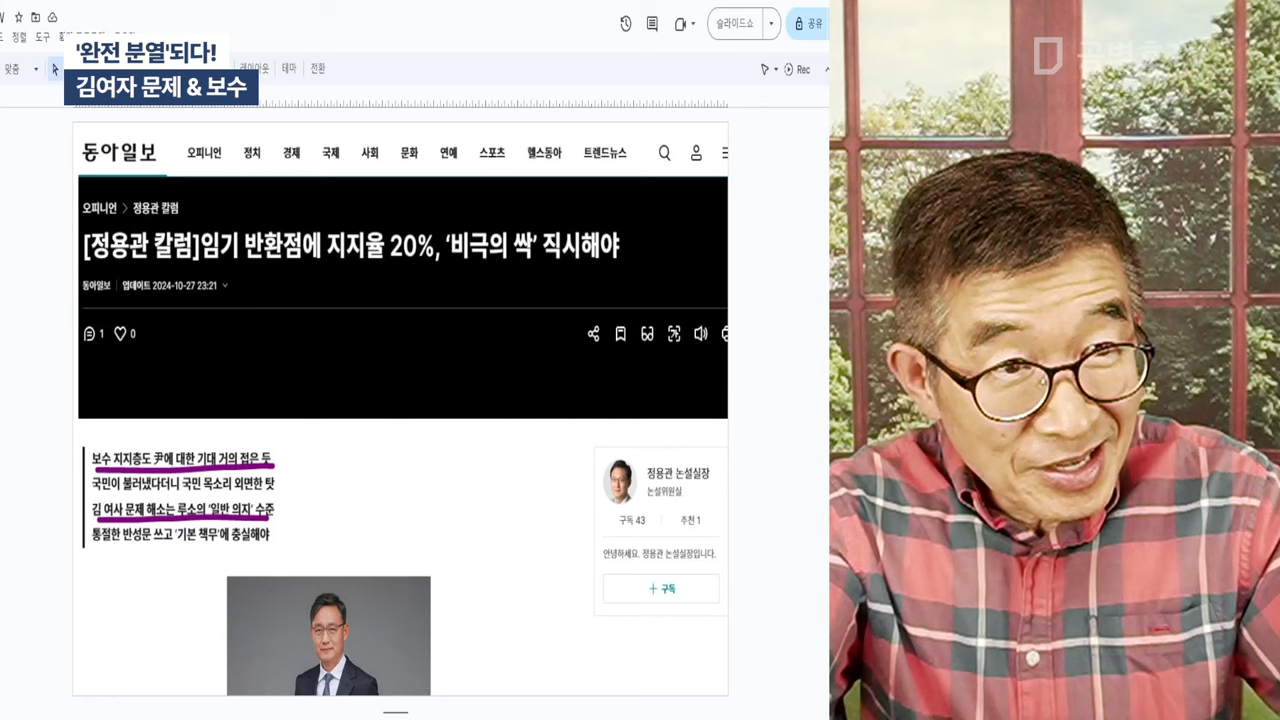 정렬 도구
슬라이드쇼
공유
'완전 분열'되다!
김여자 문제 & 보수
맞춤
레이아웃 테마 전환
Rec
동아일보 오피니언 정치 경제 국제 사회 문화 연예 스포츠 헬스동아 트렌드뉴스
오피니언 > 정용관 칼럼
[정용관 칼럼]임기 반환점에 지지율 20%, ‘비극의 싹’ 직시해야
동아일보 업데이트 2024-10-27 23:21
1 0
보수 지지층도 尹에 대한 기대 거의 접은 듯
국민이 불러냈다더니 국민 목소리 외면한 탓
김 여사 문제 해소는 루소의 ‘일반 의지’ 수준
통절한 반성문 쓰고 ‘기본 책무’에 충실해야
정용관 논설실장
논설위원실
구독 43 추천 1
안녕하세요. 정용관 논설실장입니다.
+ 구독